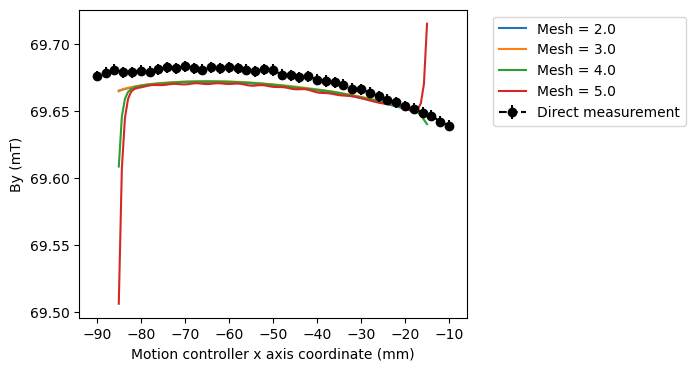 69.70
69.65
69.60
69.55
69.50
By (mT)
−90 −80 −70 −60 −50 −40 −30 −20 −10
Motion controller x axis coordinate (mm)
Mesh = 2.0
Mesh = 3.0
Mesh = 4.0
Mesh = 5.0
Direct measurement